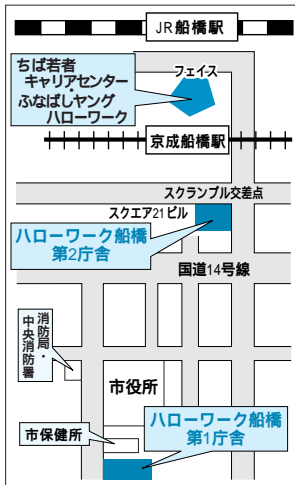 JR船橋駅
ちば若者
キャリアセンター
・
ふなばしヤング
ハローワーク
フェイス
京成船橋駅
スクランブル交差点
スクエア21ビル
ハローワーク船橋
第2庁舎
国道14号線
消防局・
中央消防署
市役所
ハローワーク船橋
第1庁舎
市保健所